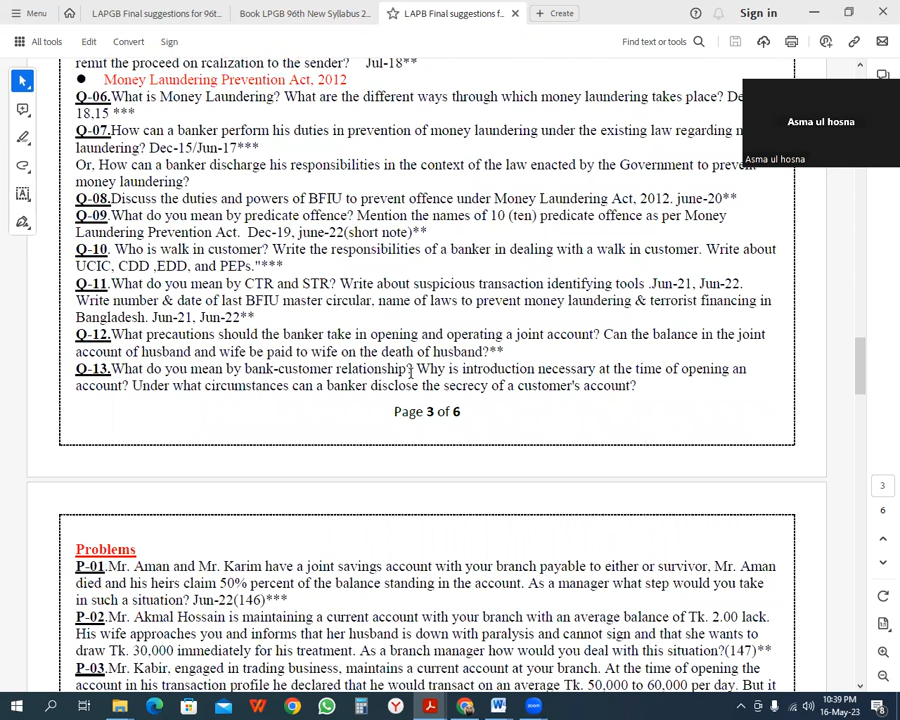 Menu
LAPGB Final suggestions for 96t...
Book LPGB 96th New Syllabus 2...
LAPB Final suggestions f...
Create
Sign in
All tools
Edit
Convert
Sign
Find text or tools
remit the proceed on rcalization to the sender? Jul-18**
Asma ul hosna
Asma ul hosna
● Money Laundering Prevention Act, 2012
Q-06.What is Money Laundering? What are the different ways through which money laundering takes place? De
18,15 ***
Q-07.How can a banker perform his duties in prevention of money laundering under the existing law regarding m
laundering? Dec-15/Jun-17***
Or, How can a banker discharge his responsibilities in the context of the law enacted by the Government to prevent
money laundering?
Q-08.Discuss the duties and powers of BFIU to prevent offence under Money Laundering Act, 2012. june-20**
Q-09.What do you mean by predicate offence? Mention the names of 10 (ten) predicate offence as per Money
Laundering Prevention Act. Dec-19, june-22(short note)**
Q-10. Who is walk in customer? Write the responsibilities of a banker in dealing with a walk in customer. Write about
UCIC, CDD ,EDD, and PEPs."***
Q-11.What do you mean by CTR and STR? Write about suspicious transaction identifying tools .Jun-21, Jun-22.
Write number & date of last BFIU master circular, name of laws to prevent money laundering & terrorist financing in
Bangladesh. Jun-21, Jun-22**
Q-12.What precautions should the banker take in opening and operating a joint account? Can the balance in the joint
account of husband and wife be paid to wife on the death of husband?**
Q-13.What do you mean by bank-customer relationship? Why is introduction necessary at the time of opening an
account? Under what circumstances can a banker disclose the secrecy of a customer's account?
Page 3 of 6
3
6
Problems
P-01.Mr. Aman and Mr. Karim have a joint savings account with your branch payable to either or survivor, Mr. Aman
died and his heirs claim 50% percent of the balance standing in the account. As a manager what step would you take
in such a situation? Jun-22(146)***
P-02.Mr. Akmal Hossain is maintaining a current account with your branch with an average balance of Tk. 2.00 lack.
His wife approaches you and informs that her husband is down with paralysis and cannot sign and that she wants to
draw Tk. 30,000 immediately for his treatment. As a branch manager how would you deal with this situation?(147)**
P-03.Mr. Kabir, engaged in trading business, maintains a current account at your branch. At the time of opening the
account in his transaction profile he declared that he would transact on an average Tk. 50,000 to 60,000 per day. But it
10:39 PM
16-May-23